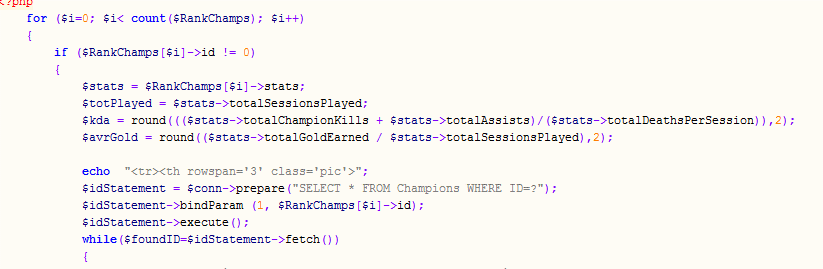 <?php
for ($i=0; $i< count($RankChamps); $i++)
{
if ($RankChamps[$i]->id != 0)
{
$stats = $RankChamps[$i]->stats;
$totPlayed = $stats->totalSessionsPlayed;
$kda = round((($stats->totalChampionKills + $stats->totalAssists)/($stats->totalDeathsPerSession)),2);
$avrGold = round(($stats->totalGoldEarned / $stats->totalSessionsPlayed),2);
echo "<tr><th rowspan='3' class='pic'>";
$idStatement = $conn->prepare("SELECT * FROM Champions WHERE ID=?");
$idStatement->bindParam (1, $RankChamps[$i]->id);
$idStatement->execute();
while($foundID=$idStatement->fetch())
{